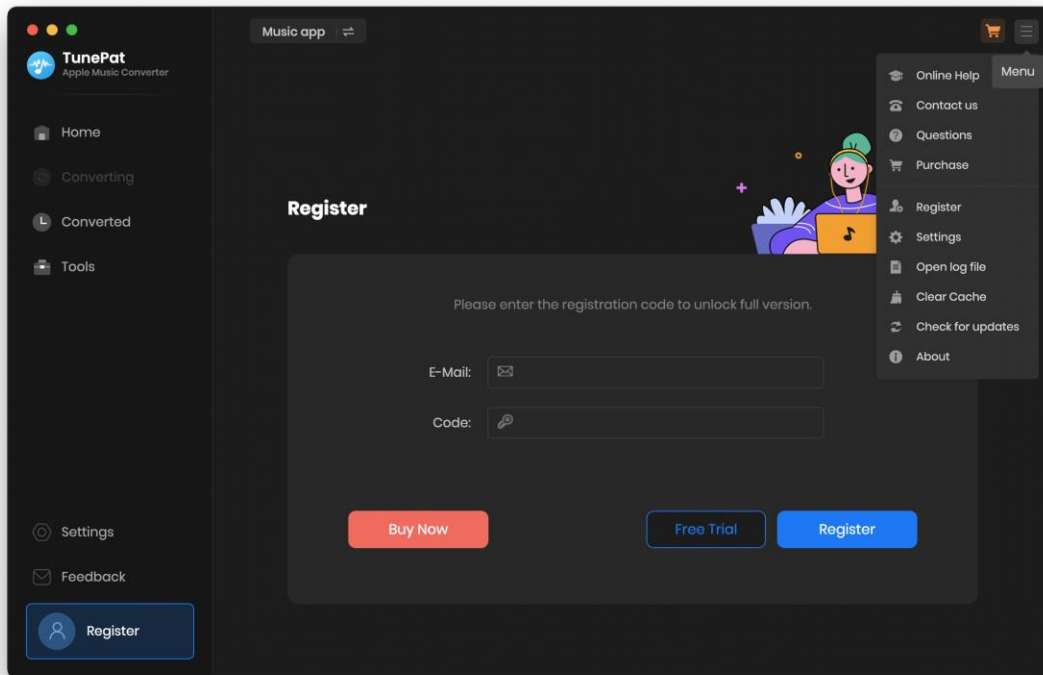 Music app
TunePat
Apple Music Converter
Home
Converting
Converted
Tools
Settings
Feedback
Register
Register
Please enter the registration code to unlock full version.
E-Mail:
Code:
Buy Now
Free Trial
Register
Menu
Online Help
Contact us
Questions
Purchase
Register
Settings
Open log file
Clear Cache
Check for updates
About